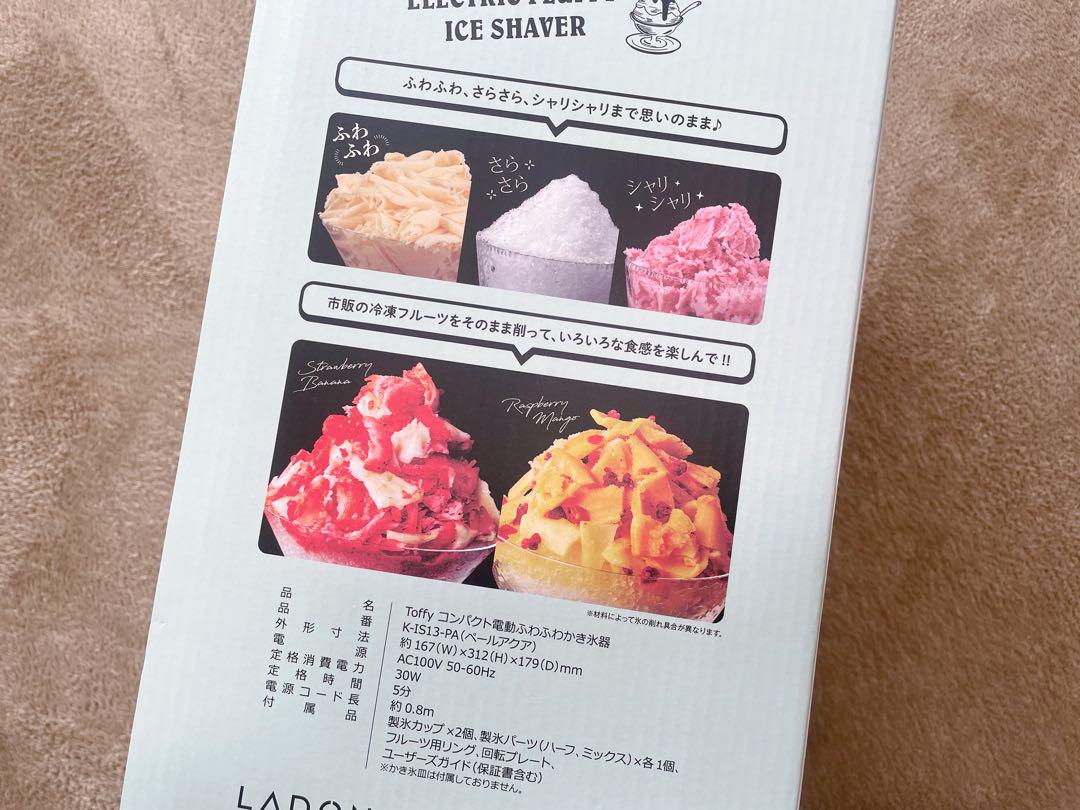 ICE SHAVER
ふわふわ、さらさら、シャリシャリまで思いのまま♪
ふわ
ふわ
さら
さら
シャリ
シャリ
市販の冷凍フルーツをそのまま削って、いろいろな食感を楽しんで!!
Strawberry
Banana
Raspberry
Mango
※材料によって氷の削れ具合が異なります。
品名 Toffy コンパクト電動ふわふわかき氷器
品番 K-IS13-PA(ペールアクア)
外形寸法 約167(W)×312(H)×179(D)mm
電源 AC100V 50-60Hz
定格消費電力 30W
定格時間 5分
電源コード長 約0.8m
付属品 製氷カップ×2個、製氷パーツ(ハーフ、ミックス)×各1個、
フルーツ用リング、回転プレート、
ユーザーズガイド(保証書含む)
※かき氷皿は付属しておりません。